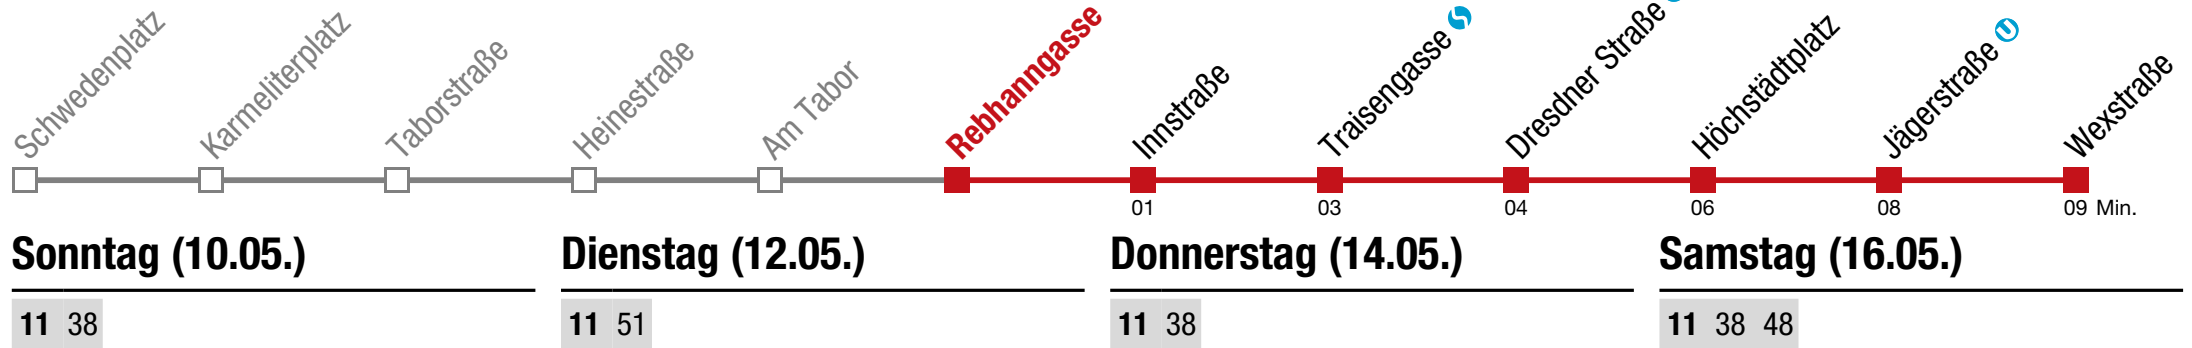 Schwedenplatz
Karmeliterplatz
Taborstraße
Heinestraße
Am Tabor
Rebhanngasse
Innstraße
Traisengasse S
Dresdner Straße
Höchstädtplatz
Jägerstraße U
Wexstraße
01 03 04 06 08 09 Min.
Sonntag (10.05.) Dienstag (12.05.) Donnerstag (14.05.) Samstag (16.05.)
11 38 11 51 11 38 11 38 48